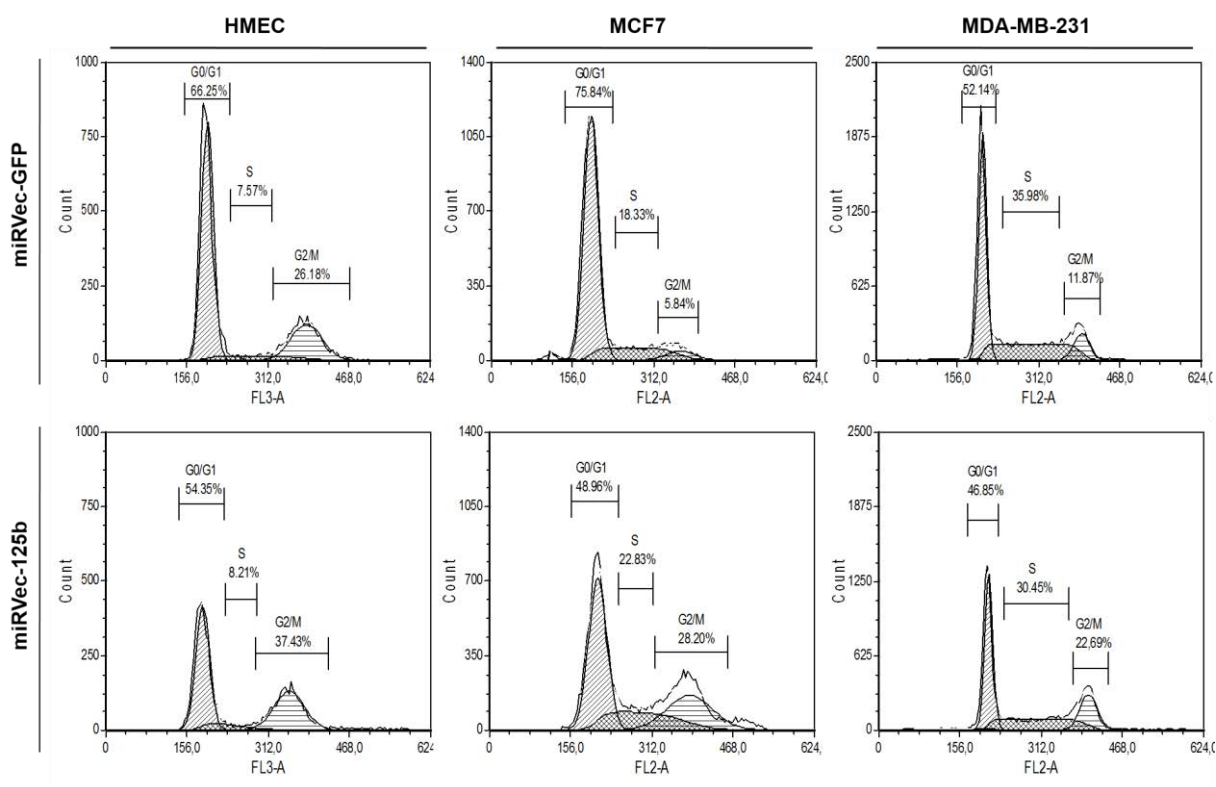 HMEC
MCF7
MDA-MB-231
miRVec-GFP
1000
750
500
250
0
Count
G0/G1
66.25%
S
7.57%
G2/M
26.18%
0
156,0
312,0
468,0
624
FL3-A
1400
1050
700
350
0
Count
G0/G1
75.84%
S
18.33%
G2/M
5.84%
0
156,0
312,0
468,0
624,0
FL2-A
2500
1875
1250
625
0
Count
G0/G1
52.14%
S
35.98%
G2/M
11.87%
0
156,0
312,0
468,0
624,0
FL2-A
miRVec-125b
1000
750
500
250
0
Count
G0/G1
54.35%
S
8.21%
G2/M
37.43%
0
156,0
312,0
468,0
624
FL3-A
1400
1050
700
350
0
Count
G0/G1
48.96%
S
22.83%
G2/M
28.20%
0
156,0
312,0
468,0
624,
FL2-A
2500
1875
1250
625
0
Count
G0/G1
46.85%
S
30.45%
G2/M
22,69%
0
156,0
312,0
468,0
624,0
FL2-A